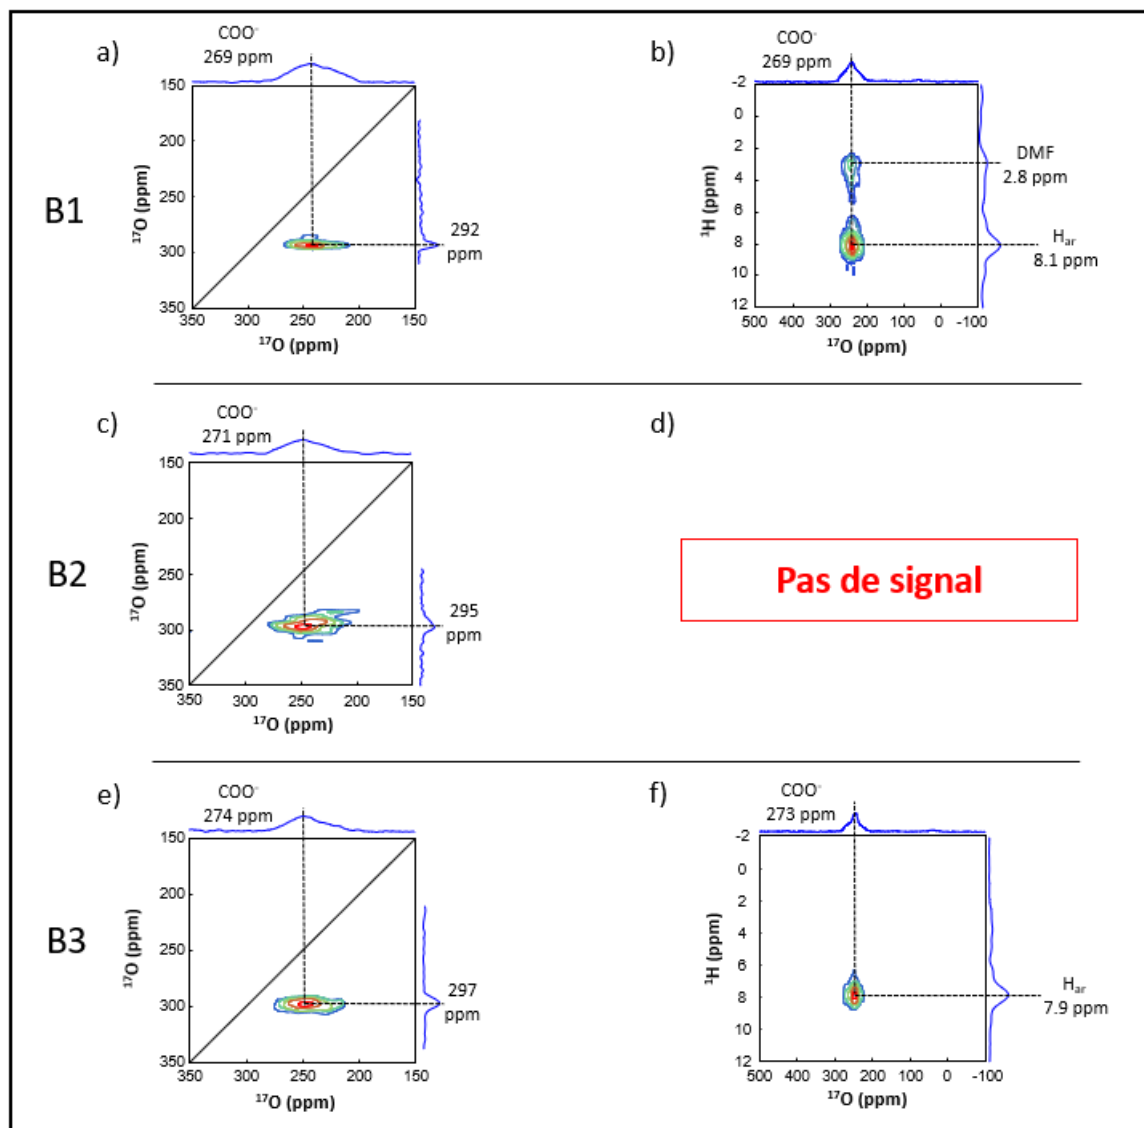 a)
COO⁻
269 ppm
150
200
250
300
350
¹⁷O (ppm)
350 300 250 200 150
¹⁷O (ppm)
292
ppm
b)
COO⁻
269 ppm
-2
0
2
4
6
8
10
12
¹H (ppm)
500 400 300 200 100 0 -100
¹⁷O (ppm)
DMF
2.8 ppm
Hₐᵣ
8.1 ppm
B1
c)
COO⁻
271 ppm
150
200
250
300
350
¹⁷O (ppm)
350 300 250 200 150
¹⁷O (ppm)
295
ppm
d)
Pas de signal
B2
e)
COO⁻
274 ppm
150
200
250
300
350
¹⁷O (ppm)
350 300 250 200 150
¹⁷O (ppm)
297
ppm
f)
COO⁻
273 ppm
-2
0
2
4
6
8
10
12
¹H (ppm)
500 400 300 200 100 0 -100
¹⁷O (ppm)
Hₐᵣ
7.9 ppm
B3